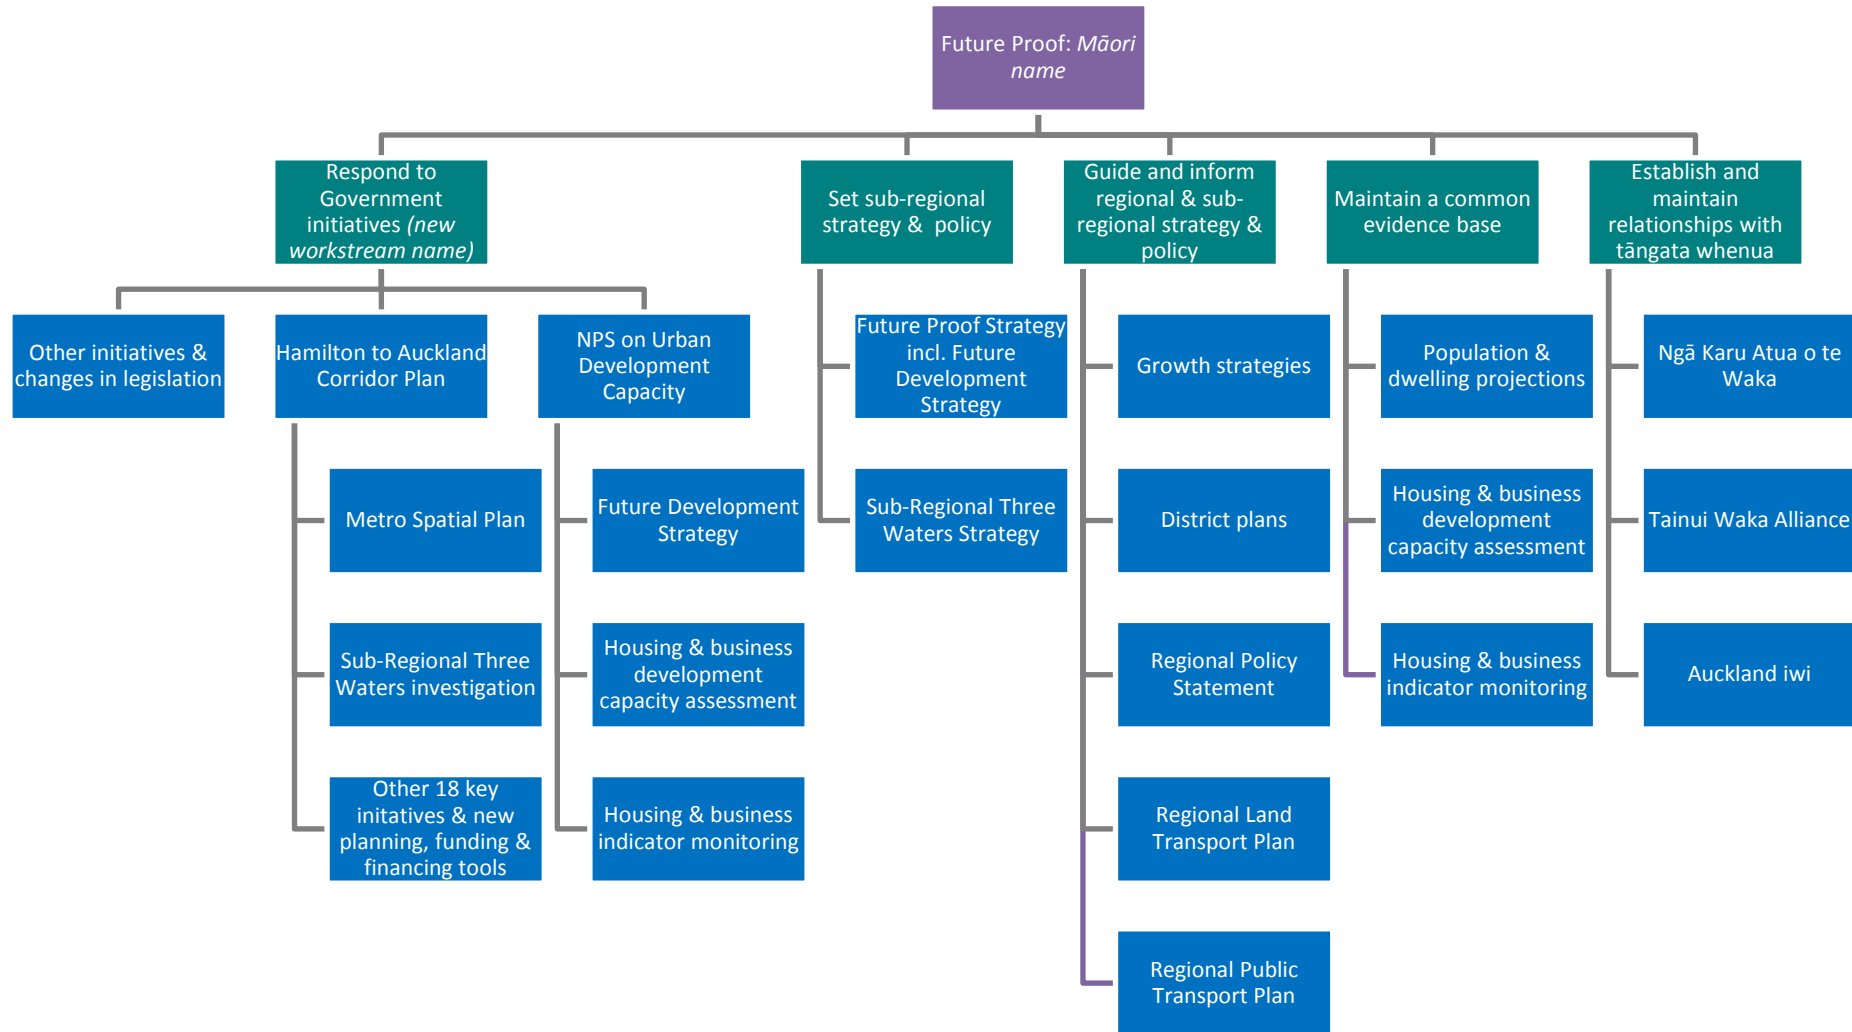 Future Proof: Māori
name
Respond to
Government
initiatives (new
workstream name)
Set sub-regional
strategy &  policy
Guide and inform
regional & sub-
regional strategy &
policy
Maintain a common
evidence base
Establish and
maintain
relationships with
tāngata whenua
Other initiatives &
changes in legislation
Hamilton to Auckland
Corridor Plan
NPS on Urban
Development
Capacity
Future Proof Strategy
incl. Future
Development
Strategy
Growth strategies
Population &
dwelling projections
Ngā Karu Atua o te
Waka
Metro Spatial Plan
Future Development
Strategy
Sub-Regional Three
Waters Strategy
District plans
Housing & business
development
capacity assessment
Tainui Waka Alliance
Sub-Regional Three
Waters investigation
Housing & business
development
capacity assessment
Regional Policy
Statement
Housing & business
indicator monitoring
Auckland iwi
Other 18 key
initatives & new
planning, funding &
financing tools
Housing & business
indicator monitoring
Regional Land
Transport Plan
Regional Public
Transport Plan